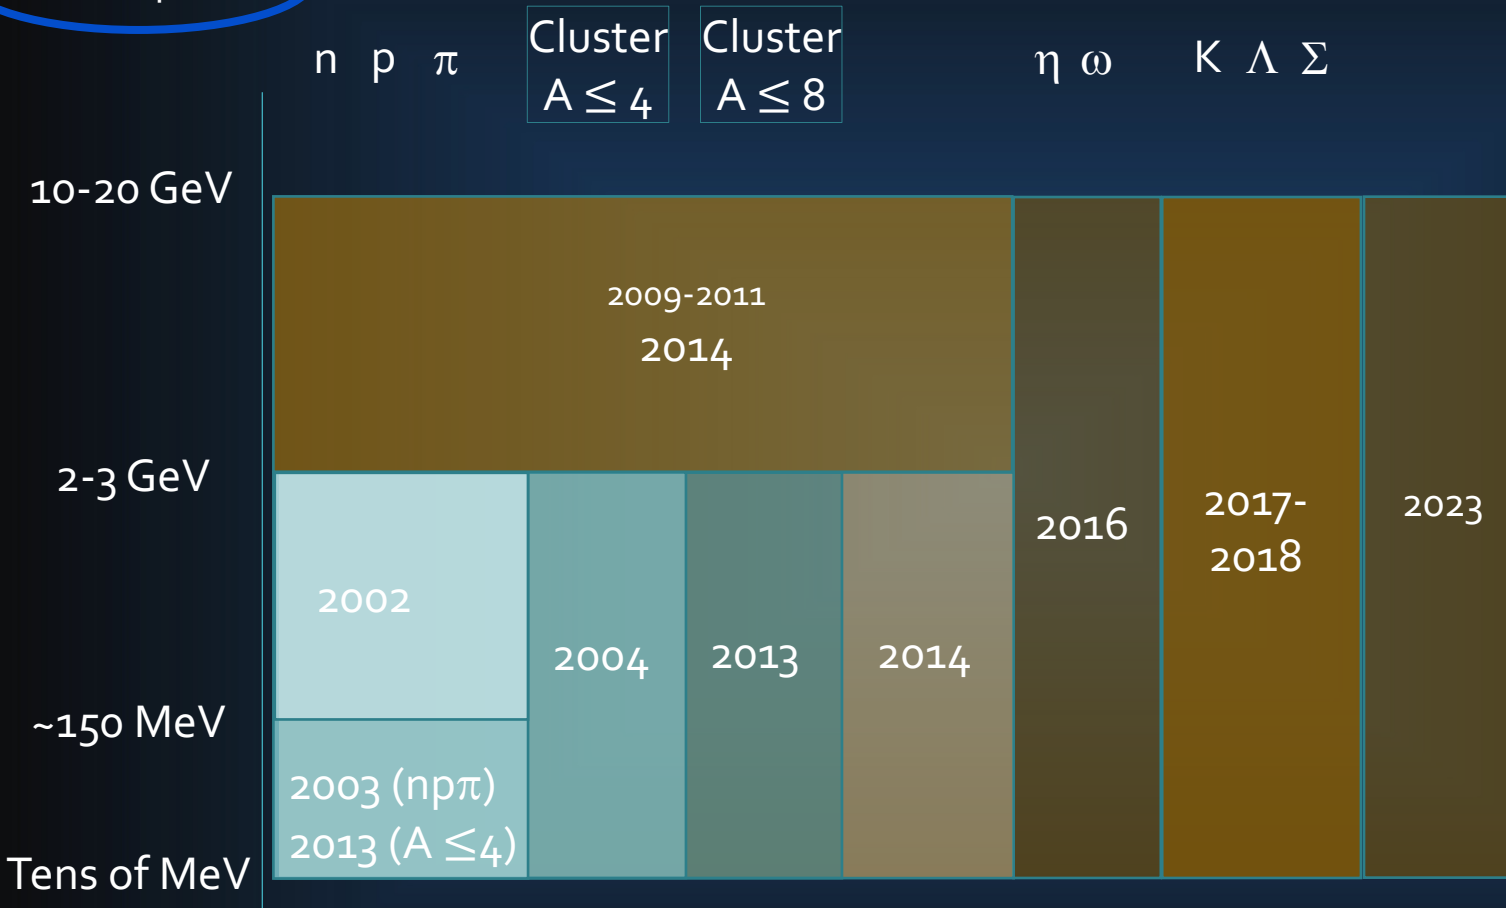 n p π
Cluster
A ≤ 4
Cluster
A ≤ 8
η ω
K Λ Σ
10-20 GeV
2009-2011
2014
2-3 GeV
2002
2004
2013
2014
2016
2017-
2018
2023
~150 MeV
2003 (npπ)
2013 (A ≤4)
Tens of MeV